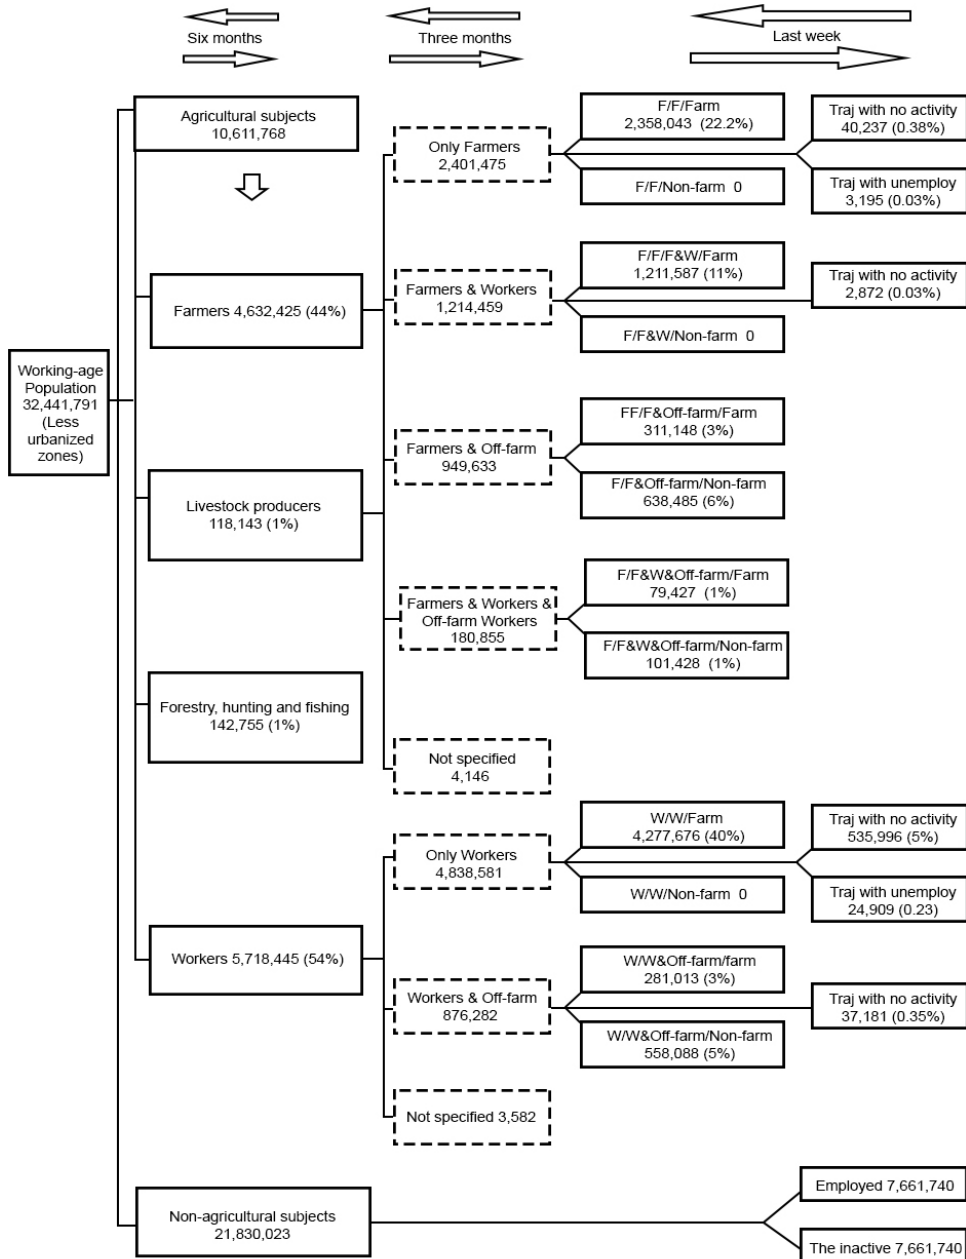 Six months
Three months
Last week
Agricultural subjects
10,611,768
Only Farmers
2,401,475
F/F/Farm
2,358,043 (22.2%)
F/F/Non-farm 0
Traj with no activity
40,237 (0.38%)
Traj with unemploy
3,195 (0.03%)
Farmers 4,632,425 (44%)
Farmers & Workers
1,214,459
F/F/F&W/Farm
1,211,587 (11%)
F/F&W/Non-farm 0
Traj with no activity
2,872 (0.03%)
Working-age
Population
32,441,791
(Less
urbanized
zones)
Farmers & Off-farm
949,633
FF/F&Off-farm/Farm
311,148 (3%)
F/F&Off-farm/Non-farm
638,485 (6%)
Livestock producers
118,143 (1%)
Farmers & Workers &
Off-farm Workers
180,855
F/F&W&Off-farm/Farm
79,427 (1%)
F/F&W&Off-farm/Non-farm
101,428 (1%)
Forestry, hunting and fishing
142,755 (1%)
Not specified
4,146
Only Workers
4,838,581
W/W/Farm
4,277,676 (40%)
W/W/Non-farm 0
Traj with no activity
535,996 (5%)
Traj with unemploy
24,909 (0.23)
Workers 5,718,445 (54%)
Workers & Off-farm
876,282
W/W&Off-farm/farm
281,013 (3%)
W/W&Off-farm/Non-farm
558,088 (5%)
Traj with no activity
37,181 (0.35%)
Not specified 3,582
Non-agricultural subjects
21,830,023
Employed 7,661,740
The inactive 7,661,740